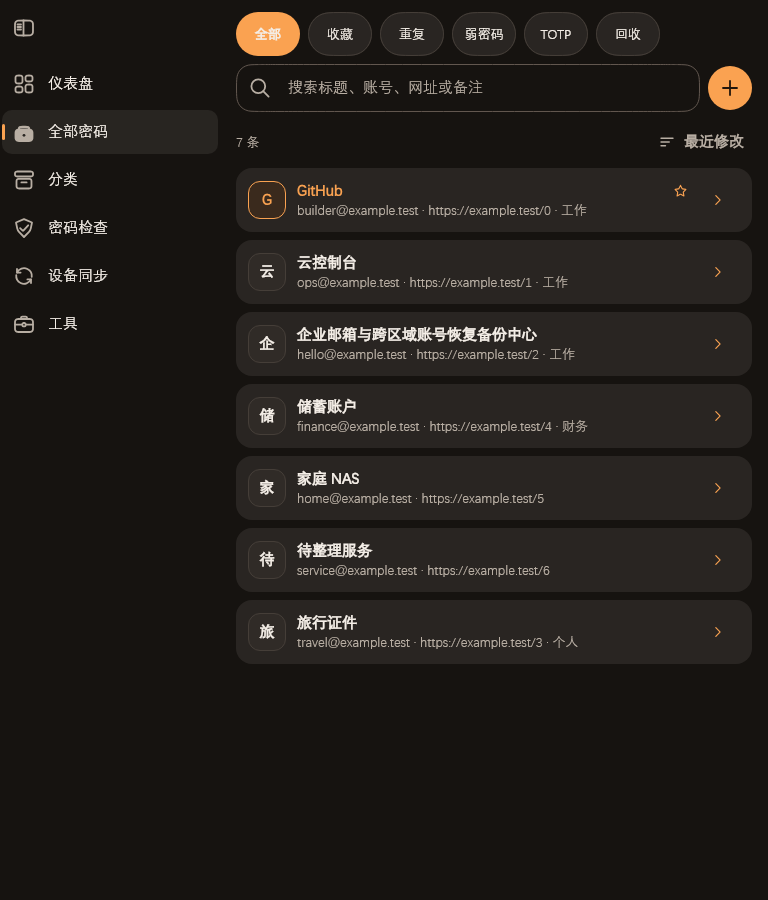 仪表盘
全部密码
分类
密码检查
设备同步
工具
全部 收藏 重复 弱密码 TOTP 回收
搜索标题、账号、网址或备注
7 条 最近修改
G GitHub
builder@example.test · https://example.test/0 · 工作
云 云控制台
ops@example.test · https://example.test/1 · 工作
企 企业邮箱与跨区域账号恢复备份中心
hello@example.test · https://example.test/2 · 工作
储 储蓄账户
finance@example.test · https://example.test/4 · 财务
家 家庭 NAS
home@example.test · https://example.test/5
待 待整理服务
service@example.test · https://example.test/6
旅 旅行证件
travel@example.test · https://example.test/3 · 个人